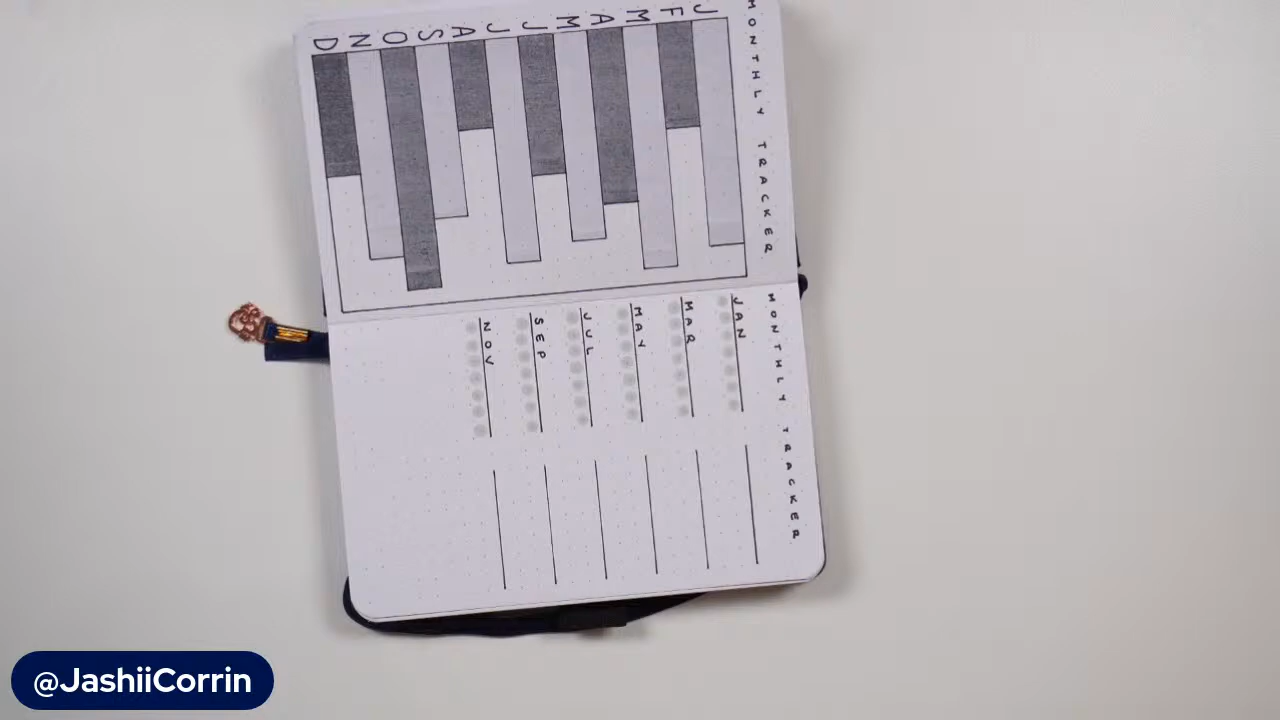 MONTHLY TRACKER
J F M A M J J A S O N D
MONTHLY TRACKER
JAN
MAR
MAY
JUL
SEP
NOV
@JashiiCorrin